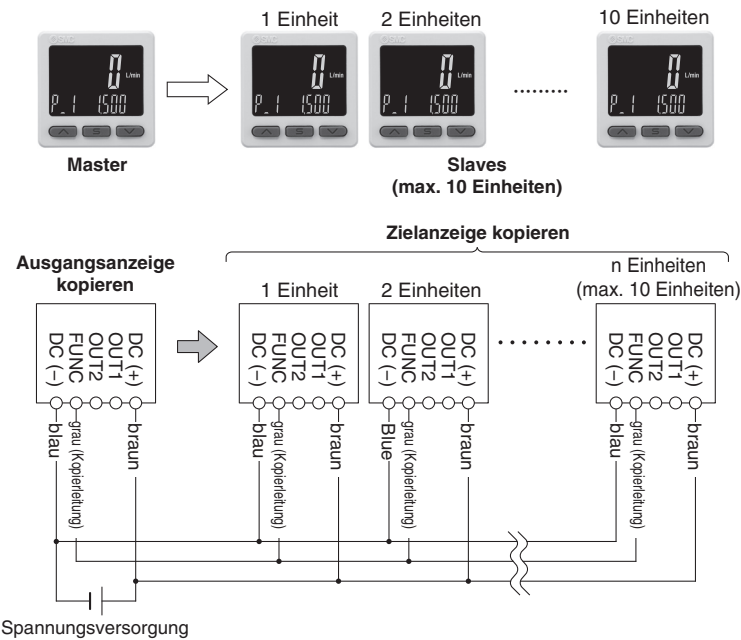 1 Einheit
2 Einheiten
10 Einheiten
SMC
0 L/min
P_1 1500
SMC
0 L/min
P_1 1500
SMC
0 L/min
P_1 1500
SMC
0 L/min
P_1 1500
S
S
S
S
Master
Slaves
(max. 10 Einheiten)
Zielanzeige kopieren
Ausgangsanzeige
kopieren
1 Einheit
2 Einheiten
n Einheiten
(max. 10 Einheiten)
DC (−)
FUNC
OUT2
OUT1
DC (+)
DC (−)
FUNC
OUT2
OUT1
DC (+)
DC (−)
FUNC
OUT2
OUT1
DC (+)
DC (−)
FUNC
OUT2
OUT1
DC (+)
blau
grau (Kopierleitung)
braun
blau
grau (Kopierleitung)
braun
Blue
grau (Kopierleitung)
braun
blau
grau (Kopierleitung)
braun
Spannungsversorgung